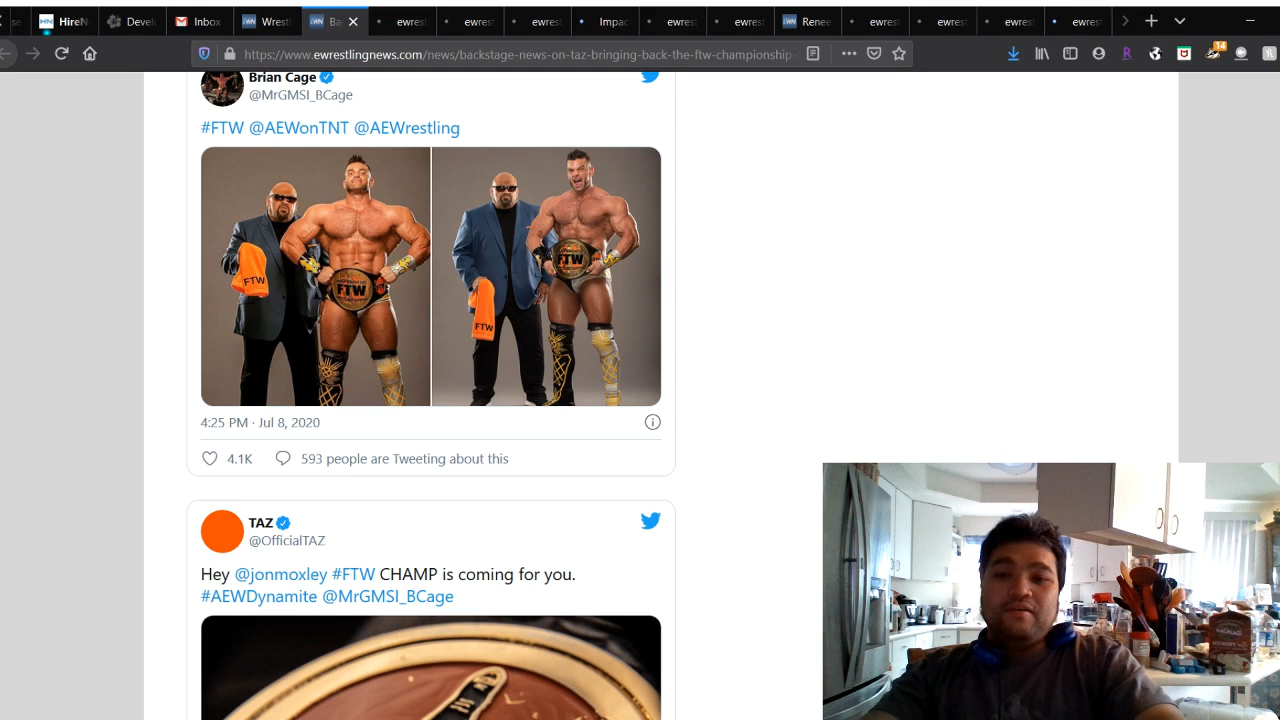 HireN
Devel
Inbox
Wrestl
Ba
ewrest
ewrest
ewrest
Impac
ewrest
ewrest
Renee
ewrest
ewrest
ewrest
ewrest
https://www.ewrestlingnews.com/news/backstage-news-on-taz-bringing-back-the-ftw-championship-
14
Brian Cage
@MrGMSI_BCage
#FTW @AEWonTNT @AEWrestling
FTW
FTW
FTW
FTW
4:25 PM · Jul 8, 2020
4.1K 593 people are Tweeting about this
TAZ
@OfficialTAZ
Hey @jonmoxley #FTW CHAMP is coming for you.
#AEWDynamite @MrGMSI_BCage